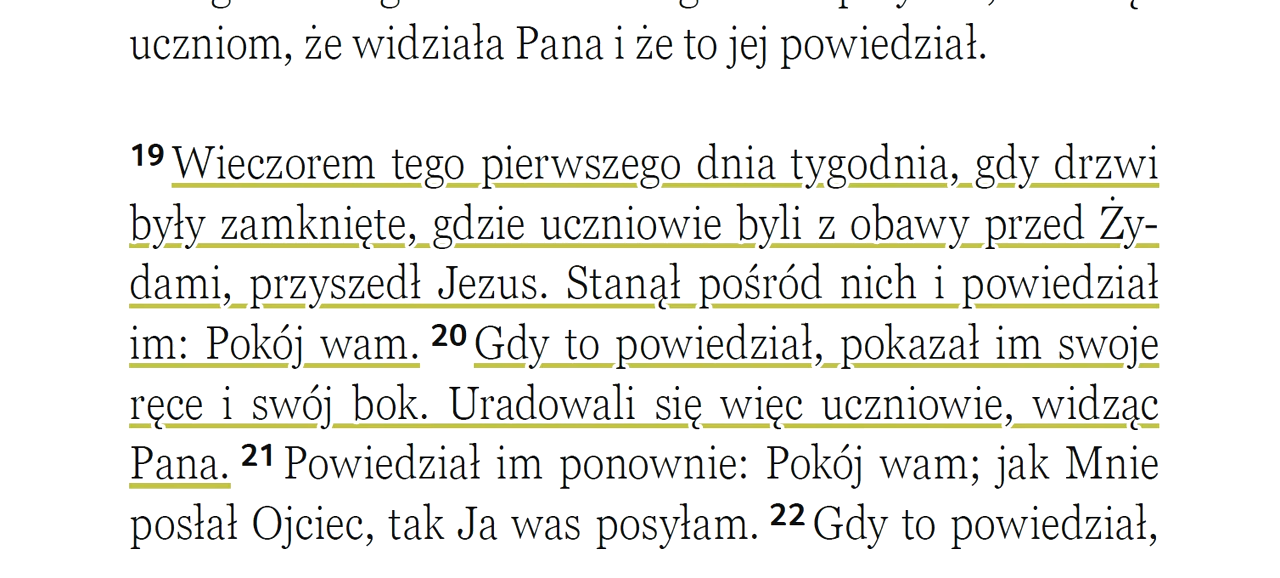 uczniom, że widziała Pana i że to jej powiedział.
19 Wieczorem tego pierwszego dnia tygodnia, gdy drzwi
były zamknięte, gdzie uczniowie byli z obawy przed Ży-
dami, przyszedł Jezus. Stanął pośród nich i powiedział
im: Pokój wam. 20 Gdy to powiedział, pokazał im swoje
ręce i swój bok. Uradowali się więc uczniowie, widząc
Pana. 21 Powiedział im ponownie: Pokój wam; jak Mnie
posłał Ojciec, tak Ja was posyłam. 22 Gdy to powiedział,